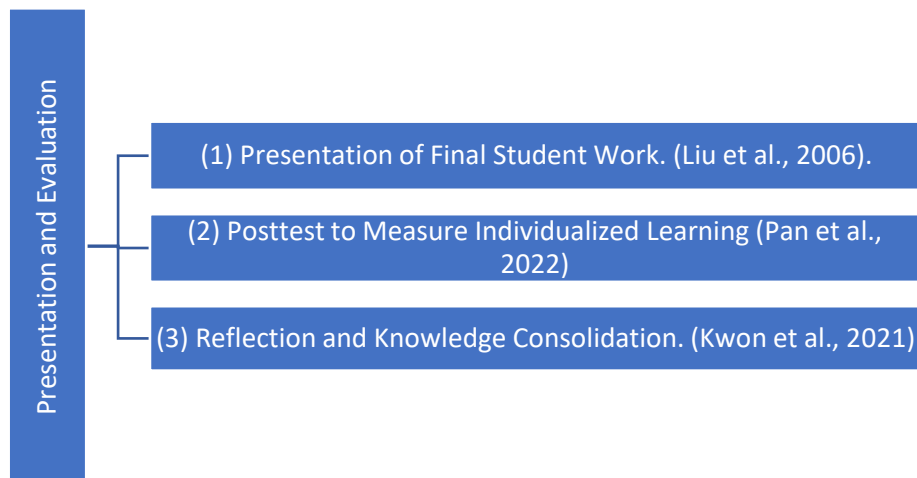 Presentation and Evaluation
(1) Presentation of Final Student Work. (Liu et al., 2006).
(2) Posttest to Measure Individualized Learning (Pan et al.,
2022)
(3) Reflection and Knowledge Consolidation. (Kwon et al., 2021)